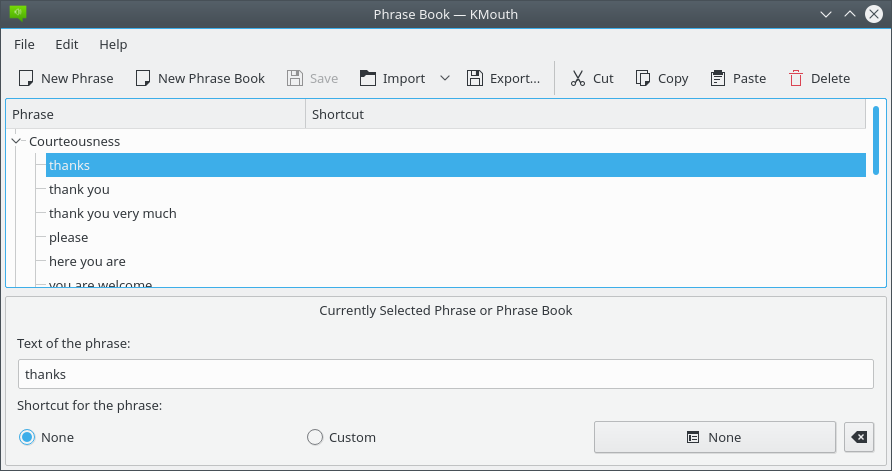 Phrase Book — KMouth
File Edit Help
New Phrase New Phrase Book Save Import Export... Cut Copy Paste Delete
Phrase Shortcut
Courteousness
thanks
thank you
thank you very much
please
here you are
you are welcome
Currently Selected Phrase or Phrase Book
Text of the phrase:
thanks
Shortcut for the phrase:
None Custom None